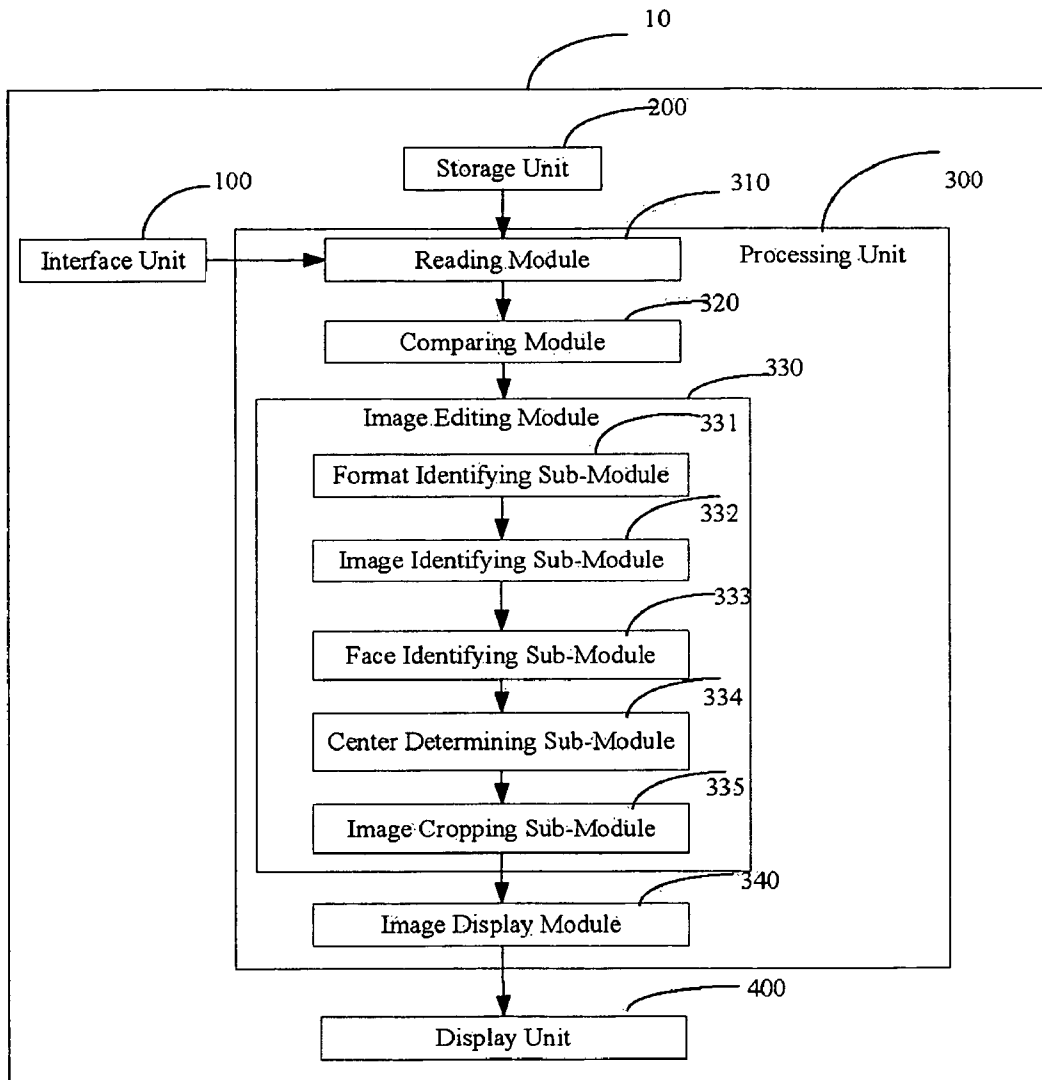 10
200
Storage Unit
100
310
300
Interface Unit
Reading Module
Processing Unit
320
Comparing Module
330
Image Editing Module
331
Format Identifying Sub-Module
332
Image Identifying Sub-Module
333
Face Identifying Sub-Module
334
Center Determining Sub-Module
335
Image Cropping Sub-Module
340
Image Display Module
400
Display Unit